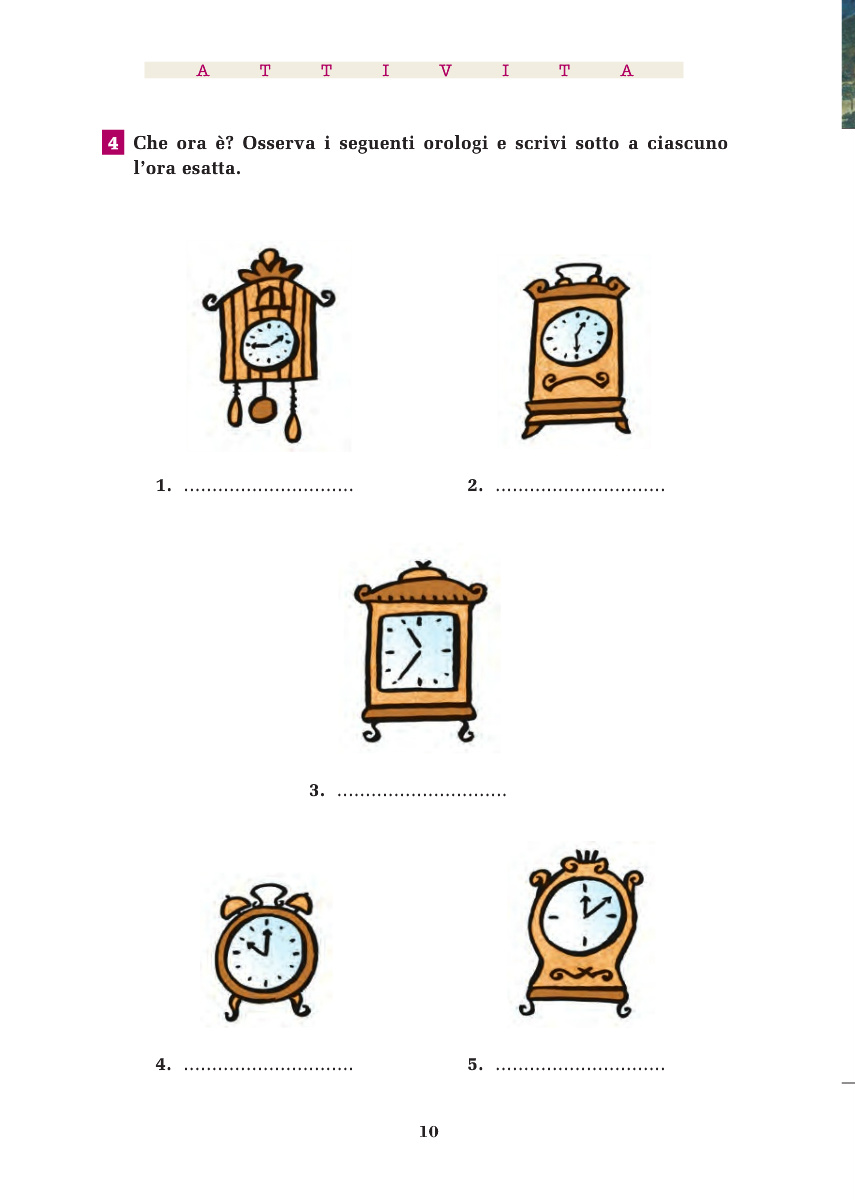 A T T I V I T A
4 Che ora è? Osserva i seguenti orologi e scrivi sotto a ciascuno
l’ora esatta.
1. ..............................
2. ..............................
3. ..............................
4. ..............................
5. ..............................
10